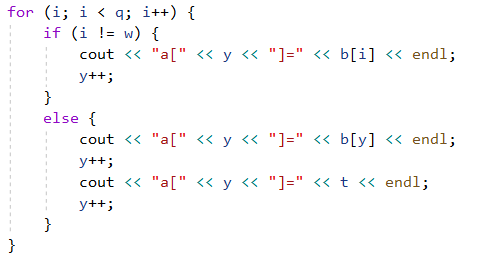 for (i; i < q; i++) {
    if (i != w) {
        cout << "a[" << y << "]=" << b[i] << endl;
        y++;
    }
    else {
        cout << "a[" << y << "]=" << b[y] << endl;
        y++;
        cout << "a[" << y << "]=" << t << endl;
        y++;
    }
}